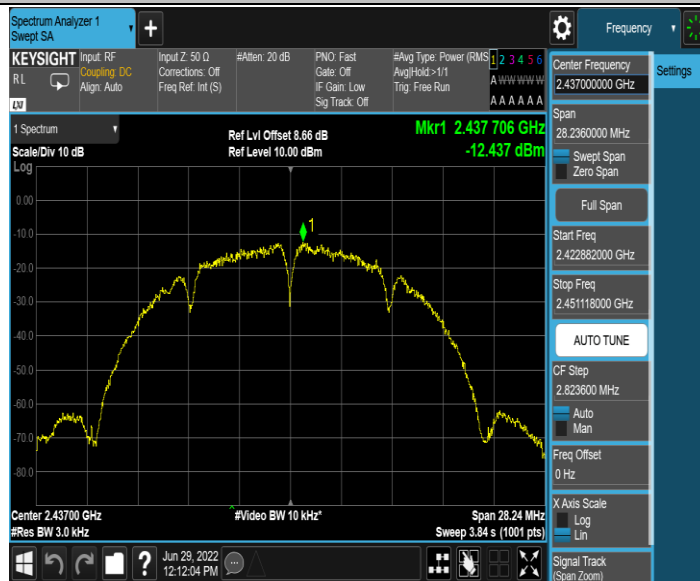 Spectrum Analyzer 1
Swept SA
+
Frequency
KEYSIGHT
RL
LXI
Input: RF
Coupling: DC
Align: Auto
Input Z: 50 Ω
Corrections: Off
Freq Ref: Int (S)
#Atten: 20 dB
PNO: Fast
Gate: Off
IF Gain: Low
Sig Track: Off
#Avg Type: Power (RMS
Avg|Hold:>1/1
Trig: Free Run
1 2 3 4 5 6
A W W W W W
A A A A A A
Center Frequency
2.437000000 GHz
Settings
Span
28.2360000 MHz
Swept Span
Zero Span
Full Span
Start Freq
2.422882000 GHz
Stop Freq
2.451118000 GHz
AUTO TUNE
CF Step
2.823600 MHz
Auto
Man
Freq Offset
0 Hz
X Axis Scale
Log
Lin
Signal Track
(Span Zoom)
1 Spectrum
Scale/Div 10 dB
Log
Ref Lvl Offset 8.66 dB
Ref Level 10.00 dBm
Mkr1 2.437 706 GHz
-12.437 dBm
1
0.00
-10.0
-20.0
-30.0
-40.0
-50.0
-60.0
-70.0
-80.0
Center 2.43700 GHz
#Res BW 3.0 kHz
#Video BW 10 kHz*
Span 28.24 MHz
Sweep 3.84 s (1001 pts)
?
Jun 29, 2022
12:12:04 PM